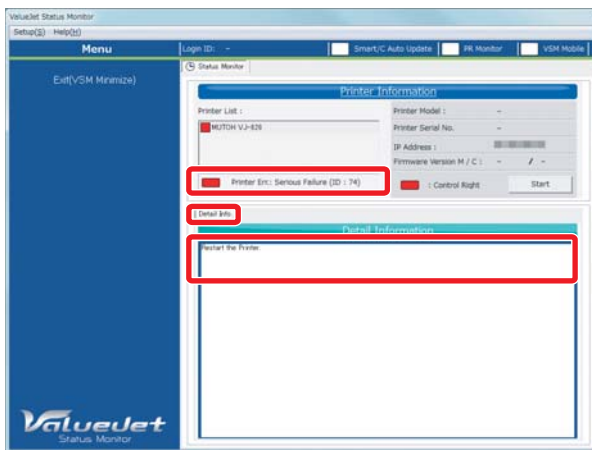 ValueJet Status Monitor
Setup(S) Help(H)
Menu
Login ID: -
Smart/C Auto Update
PR Monitor
VSM Mobile
Exit(VSM Minimize)
Status Monitor
Printer Information
Printer List :
MUTOH VJ-628
Printer Model : -
Printer Serial No. -
IP Address :
Firmware Version M / C : - / -
Printer Err.: Serious Failure (ID : 74)
: Control Right
Start
Detail Info.
Detail Information
Restart the Printer.
ValueJet
Status Monitor